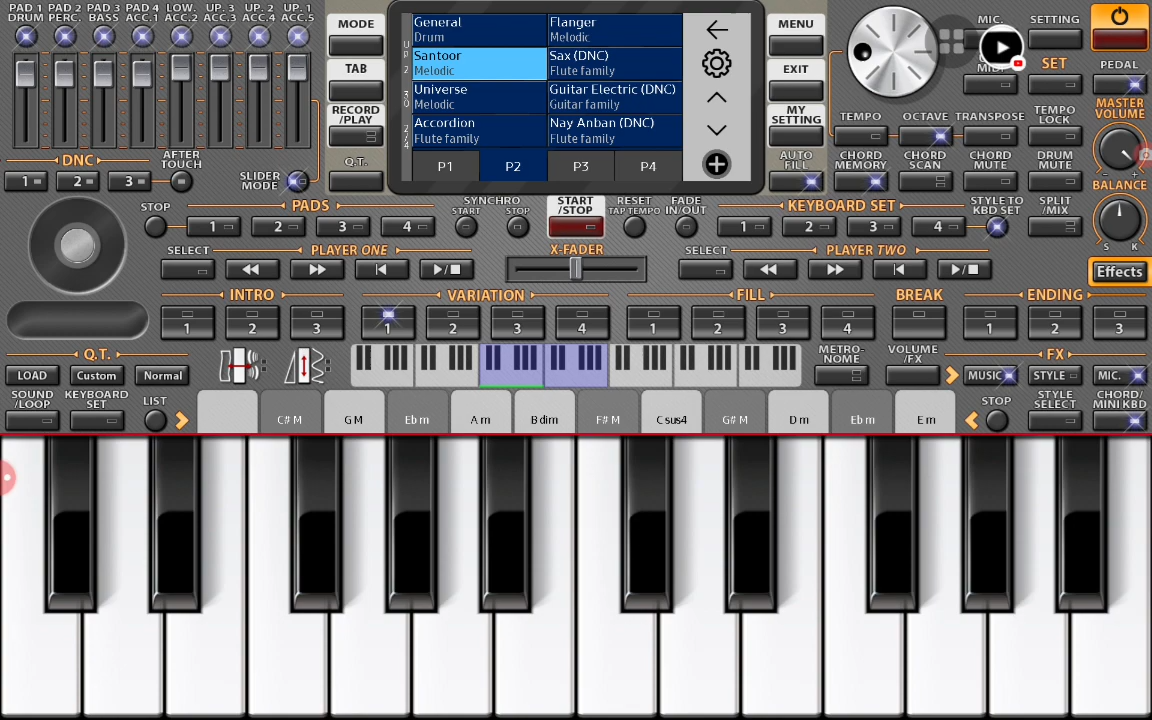 PAD 1 PAD 2 PAD 3 PAD 4 LOW. UP. 3 UP. 2 UP. 1
DRUM PERC. BASS ACC.1 ACC.2 ACC.3 ACC.4 ACC.5
MODE
TAB
RECORD
/PLAY
Q.T.
General
Drum
Flanger
Melodic
Santoor
Melodic
Sax (DNC)
Flute family
Universe
Melodic
Guitar Electric (DNC)
Guitar family
Accordion
Flute family
Nay Anban (DNC)
Flute family
P1 P2 P3 P4
MENU
EXIT
MY
SETTING
AUTO
FILL
MIC.
MIDI
SETTING
SET
PEDAL
MASTER
VOLUME
TEMPO OCTAVE TRANSPOSE
TEMPO
LOCK
CHORD
MEMORY
CHORD
SCAN
CHORD
MUTE
DRUM
MUTE
BALANCE
S K
DNC
1 2 3
AFTER
TOUCH
SLIDER
MODE
STOP
PADS
1 2 3 4
SYNCHRO
START STOP
START
/STOP
RESET
TAP TEMPO
FADE
IN/OUT
KEYBOARD SET
1 2 3 4
STYLE TO
KBD SET
SPLIT
/MIX
SELECT
PLAYER ONE
X-FADER
SELECT
PLAYER TWO
Effects
INTRO
1 2 3
VARIATION
1 2 3 4
FILL
1 2 3 4
BREAK
ENDING
1 2 3
Q.T.
LOAD Custom Normal
METRO-
NOME
VOLUME
/FX
FX
MUSIC STYLE MIC.
SOUND
/LOOP
KEYBOARD
SET
LIST
C# M G M Eb m A m B dim F# M C sus4 G# M D m Eb m E m
STOP
STYLE
SELECT
CHORD/
MINI KBD